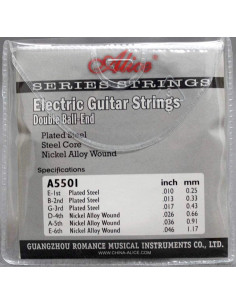 Alice
SERIES STRINGS
Electric Guitar Strings
Double Ball-End
Plated Steel
Steel Core
Nickel Alloy Wound
Specifications
A5501 inch mm
E-1st Plated Steel .010 0.25
B-2nd Plated Steel .013 0.33
G-3rd Plated Steel .017 0.43
D-4th Nickel Alloy Wound .026 0.66
A-5th Nickel Alloy Wound .036 0.91
E-6th Nickel Alloy Wound .046 1.17
GUANGZHOU ROMANCE MUSICAL INSTRUMENTS CO., LTD.
WWW.CHINA-ALICE.COM